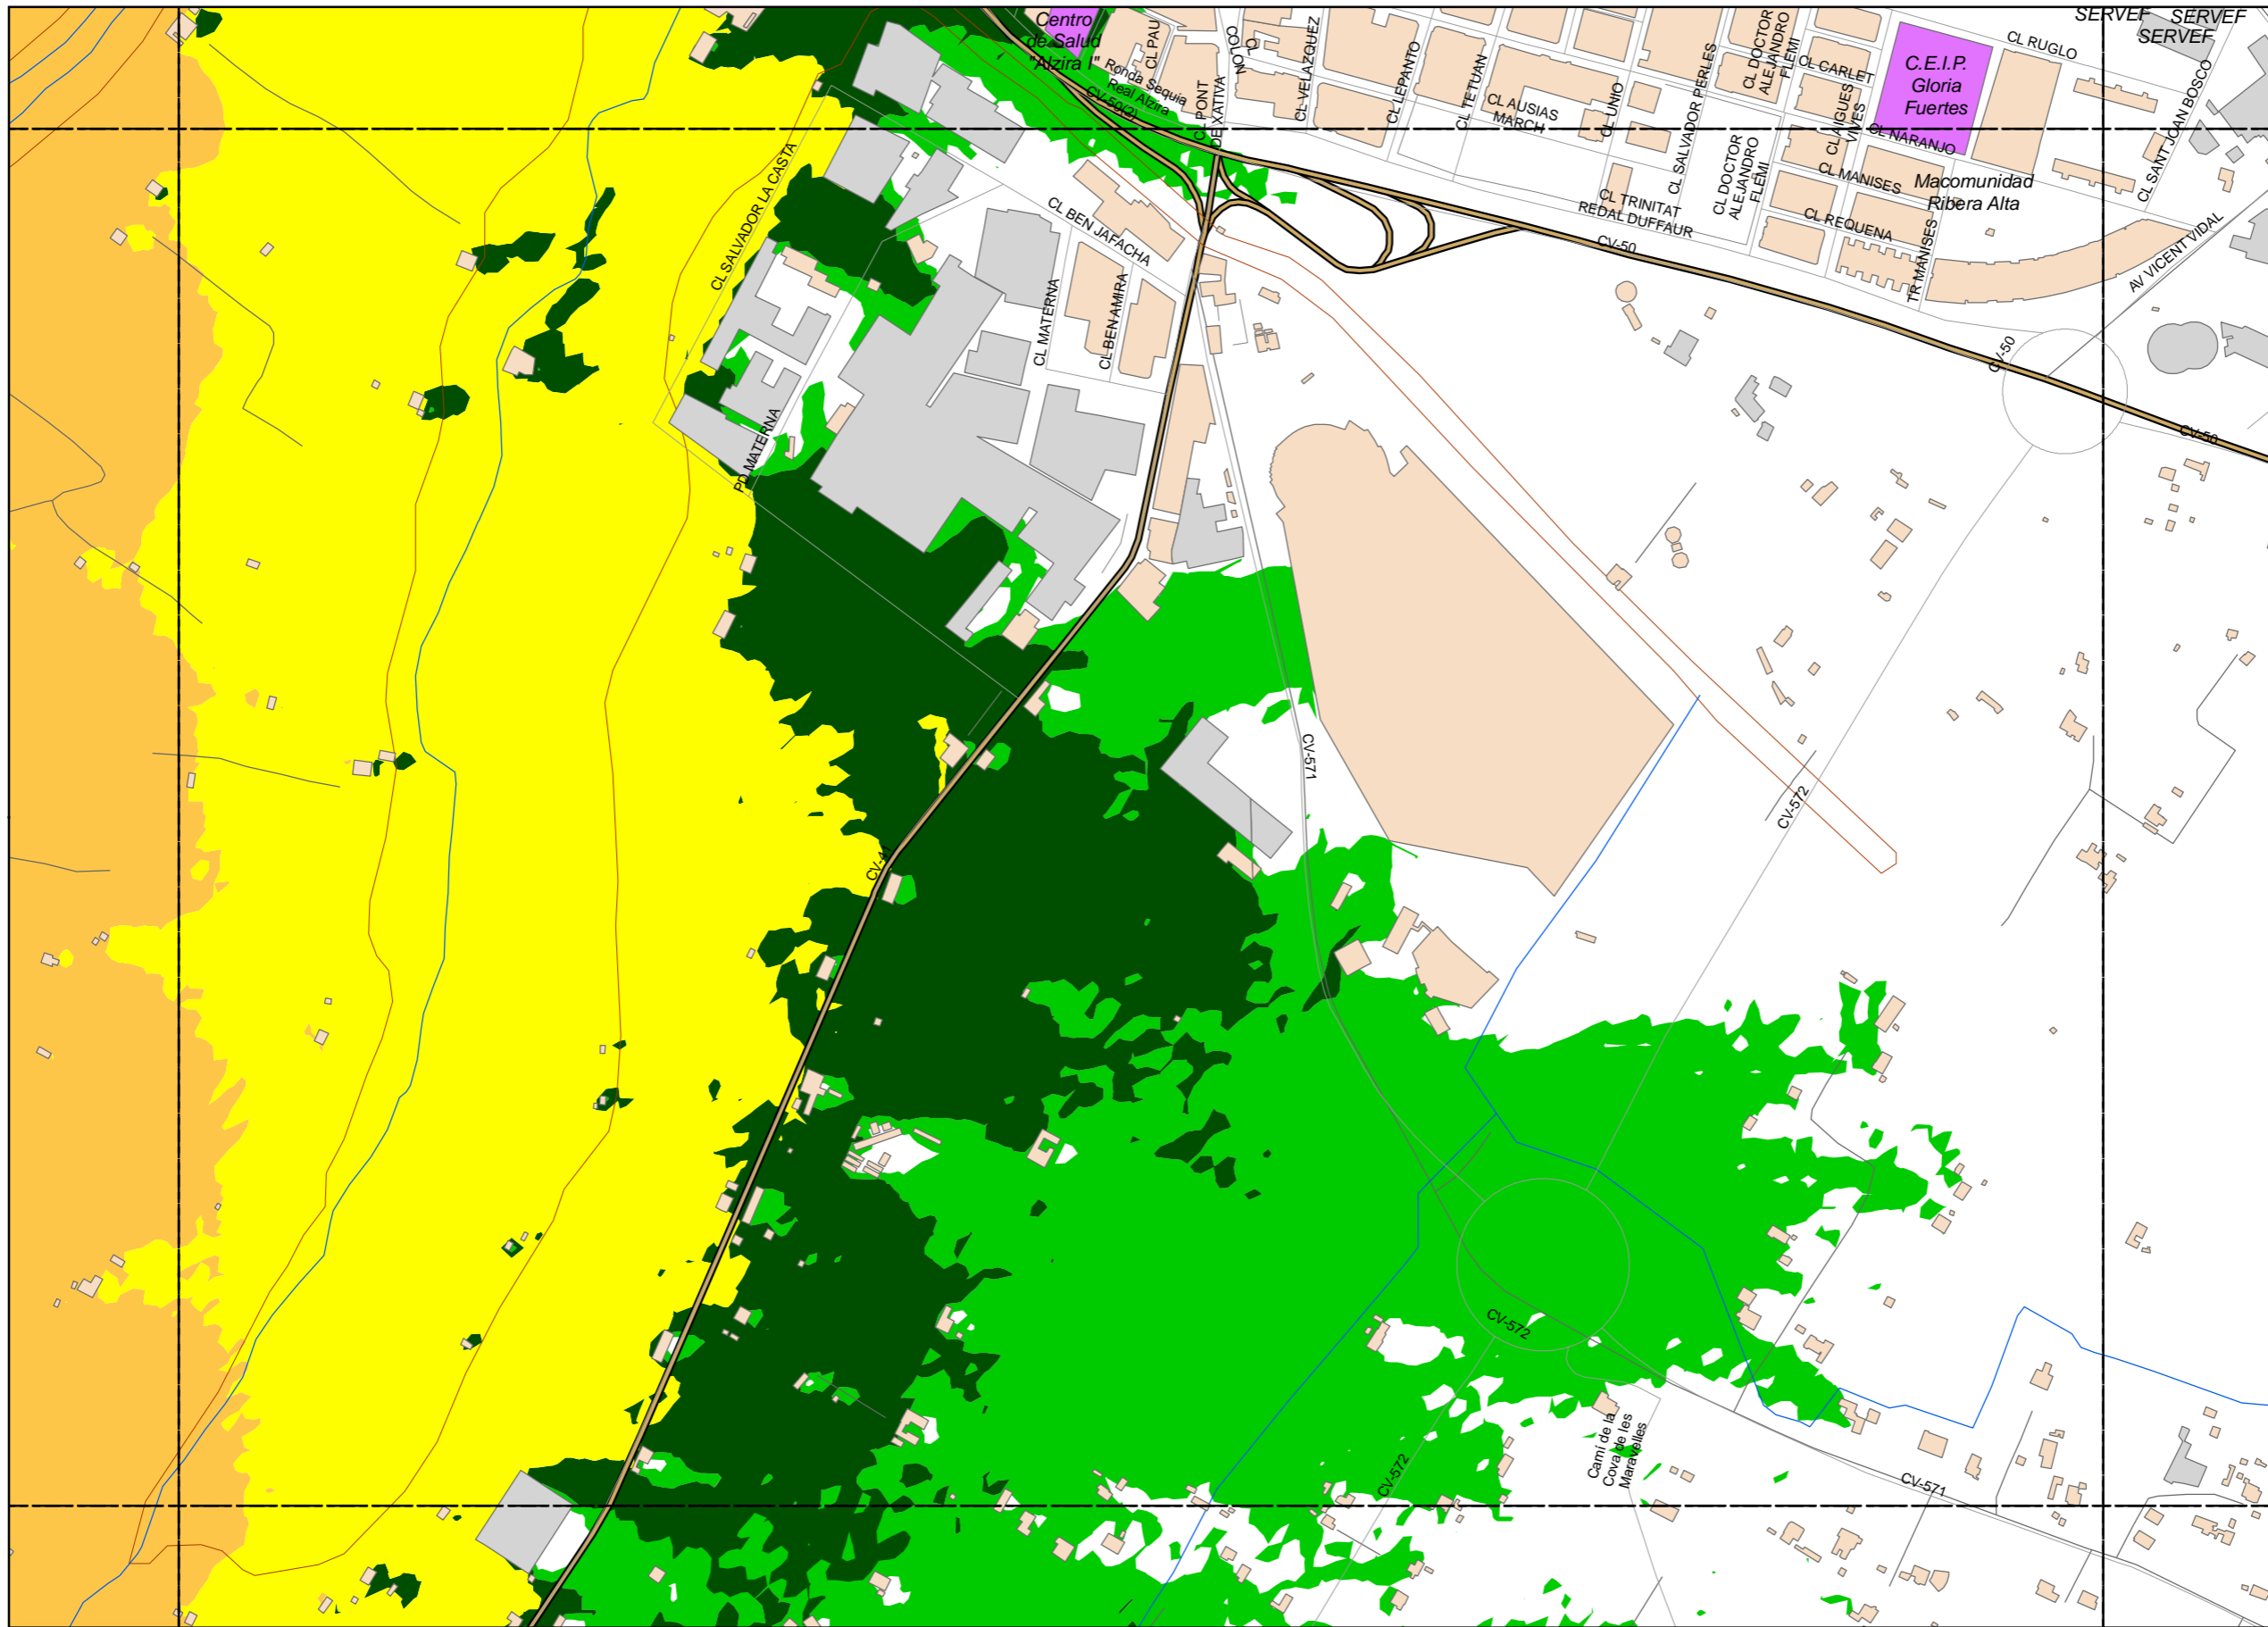 Centro
de Salud
"Alzira I"
Ronda Sequia
Real Alzira
CV-50(2)
CL PAU
CL PONT
DE XATIVA
CL
COLON
CL VELAZQUEZ
CL LEPANTO
CL TETUAN
CL AUSIAS
MARCH
CL UNIO
CL SALVADOR PERLES
CL DOCTOR
ALEJANDRO
FLEMI
CL CARLET
CL AIGUES
VIVES
C.E.I.P.
Gloria
Fuertes
CL NARANJO
CL RUGLO
SERVEF
SERVEF
SERVEF
CL SANT JOAN BOSCO
CL DOCTOR
ALEJANDRO
FLEMI
CL MANISES
Macomunidad
Ribera Alta
CL REQUENA
TR MANISES
AV VICENT VIDAL
CL TRINITAT
REDAL DUFFAUR
CV-50
CV-50
CV-50
CL SALVADOR LA CASTA
CL BEN JAFACHA
CL MATERNA
CL BEN AMIRA
PD MATERNA
CV-571
CV-572
CV-41
CV-572
CV-572
Camí de la
Cova de les
Maravelles
CV-571